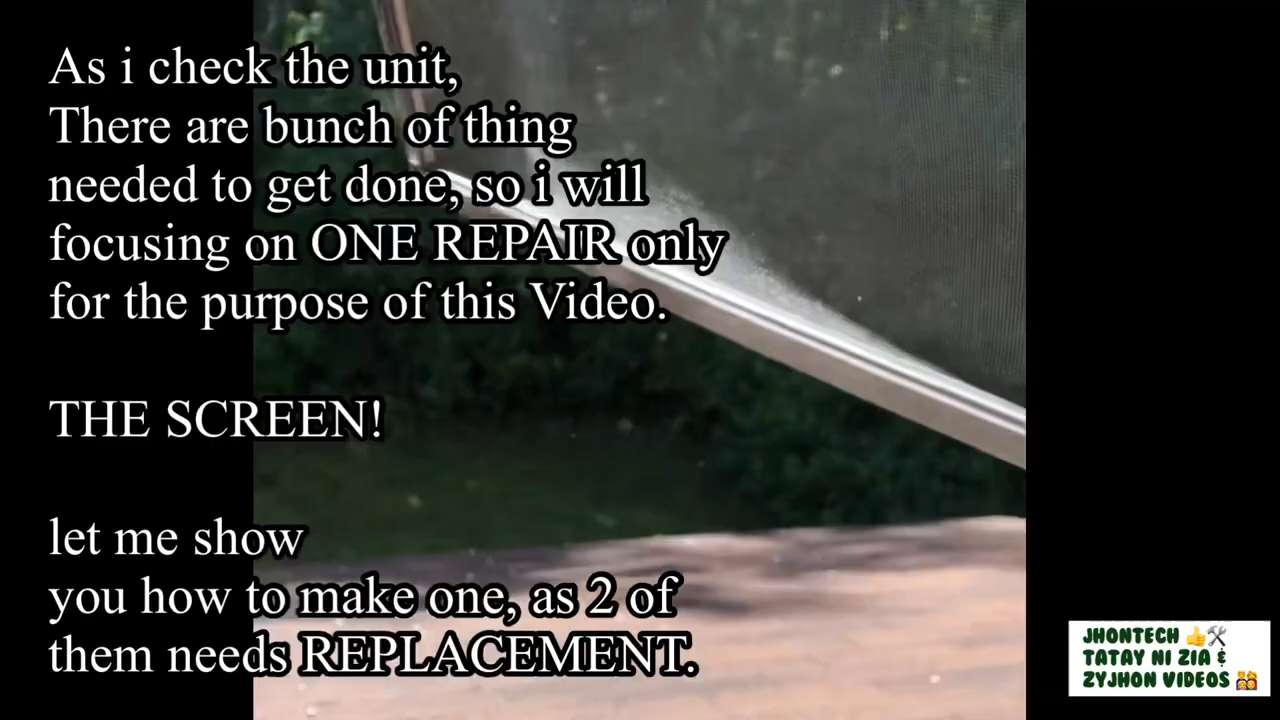 As i check the unit,
There are bunch of thing
needed to get done, so i will
focusing on ONE REPAIR only
for the purpose of this Video.
THE SCREEN!
let me show
you how to make one, as 2 of
them needs REPLACEMENT.
JHONTECH 👍🛠️
TATAY NI ZIA &
ZYJHON VIDEOS 👫